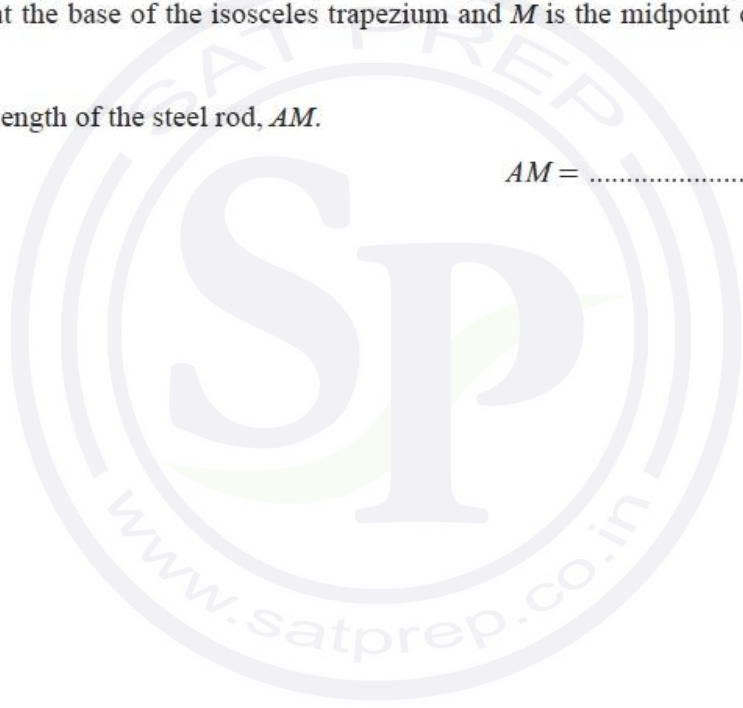 at the base of the isosceles trapezium and M is the midpoint
ength of the steel rod, AM.
AM = ......................
SAT PREP
SP
www.satprep.co.in